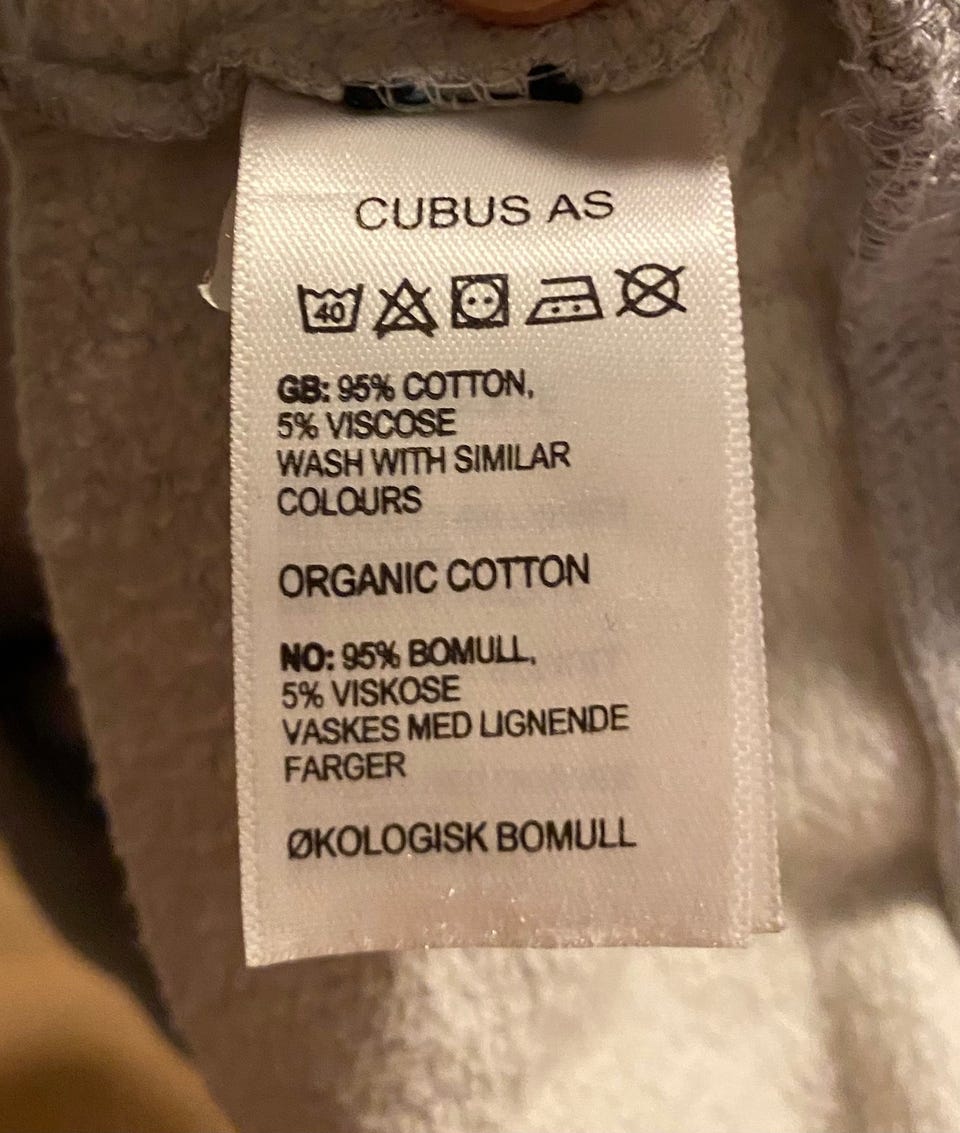 CUBUS AS
40
GB: 95% COTTON,
5% VISCOSE
WASH WITH SIMILAR
COLOURS
ORGANIC COTTON
NO: 95% BOMULL,
5% VISKOSE
VASKES MED LIGNENDE
FARGER
ØKOLOGISK BOMULL